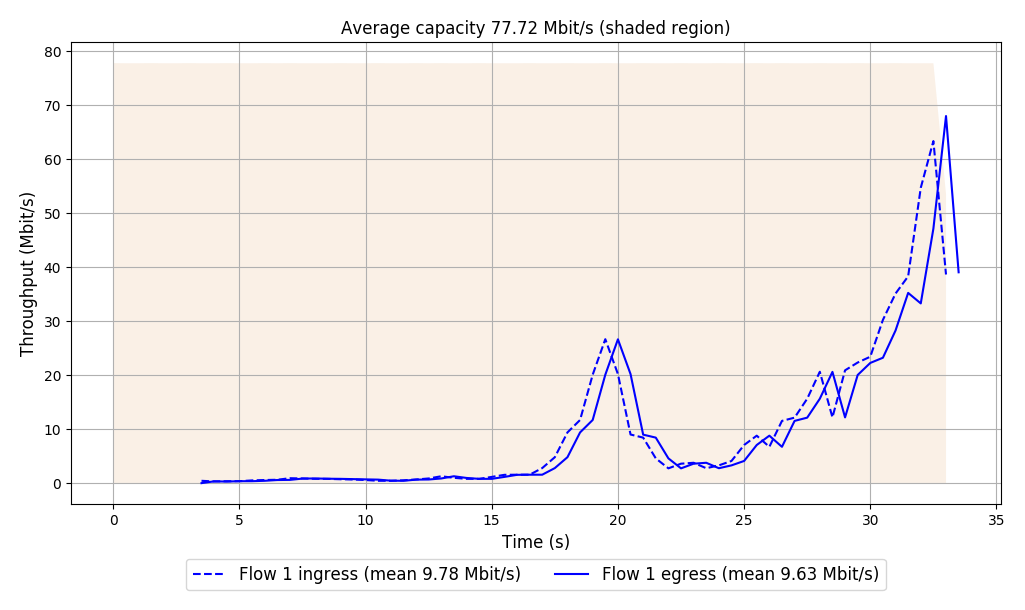 Average capacity 77.72 Mbit/s (shaded region)
80
70
60
50
40
30
20
10
0
Throughput (Mbit/s)
0 5 10 15 20 25 30 35
Time (s)
Flow 1 ingress (mean 9.78 Mbit/s) Flow 1 egress (mean 9.63 Mbit/s)